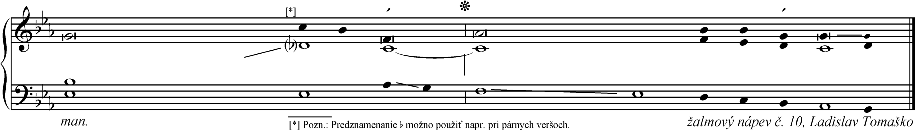 [*]
man.
[*] Pozn.: Predznamenanie ♭ možno použiť napr. pri párnych veršoch.
žalmový nápev č. 10, Ladislav Tomaško